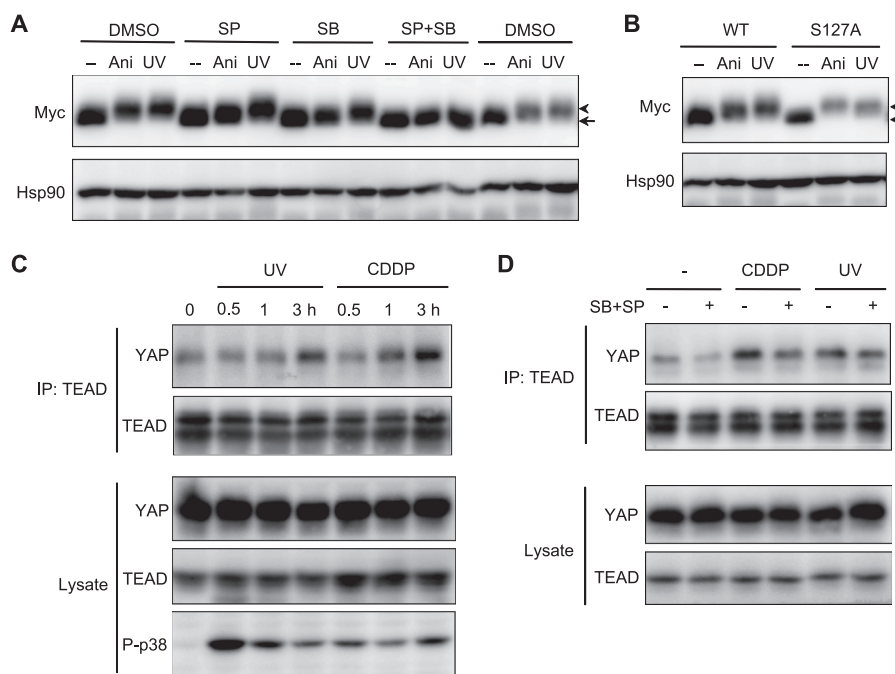 A
DMSO SP SB SP+SB DMSO
-- Ani UV -- Ani UV -- Ani UV -- Ani UV -- Ani UV
Myc
Hsp90
B
WT S127A
-- Ani UV -- Ani UV
Myc
Hsp90
C
UV CDDP
0 0.5 1 3 h 0.5 1 3 h
IP: TEAD
YAP
TEAD
Lysate
YAP
TEAD
P-p38
D
- CDDP UV
SB+SP - + - + - +
IP: TEAD
YAP
TEAD
Lysate
YAP
TEAD